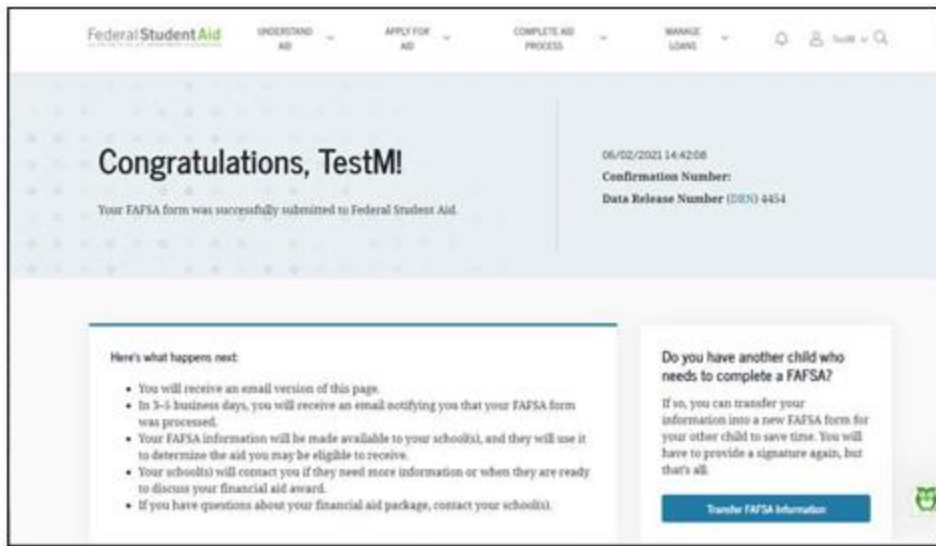 Federal Student Aid
UNDERSTAND AID
APPLY FOR AID
COMPLETE AID PROCESS
MANAGE LOANS
TestM
Congratulations, TestM!
Your FAFSA form was successfully submitted to Federal Student Aid.
06/02/2021 14:42:08
Confirmation Number:
Data Release Number (DRN) 4454
Here's what happens next:
• You will receive an email version of this page.
• In 3-5 business days, you will receive an email notifying you that your FAFSA form
was processed.
• Your FAFSA information will be made available to your school(s), and they will use it
to determine the aid you may be eligible to receive.
• Your school(s) will contact you if they need more information or when they are ready
to discuss your financial aid award.
• If you have questions about your financial aid package, contact your school(s).
Do you have another child who
needs to complete a FAFSA?
If so, you can transfer your
information into a new FAFSA form for
your other child to save time. You will
have to provide a signature again, but
that's all.
Transfer FAFSA Information